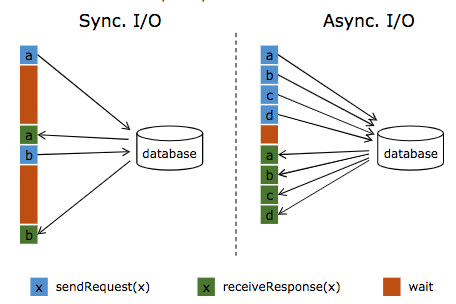 Sync. I/O
a
a
b
b
database
Async. I/O
a
b
c
d
a
b
c
d
database
x sendRequest(x)
x receiveResponse(x)
wait